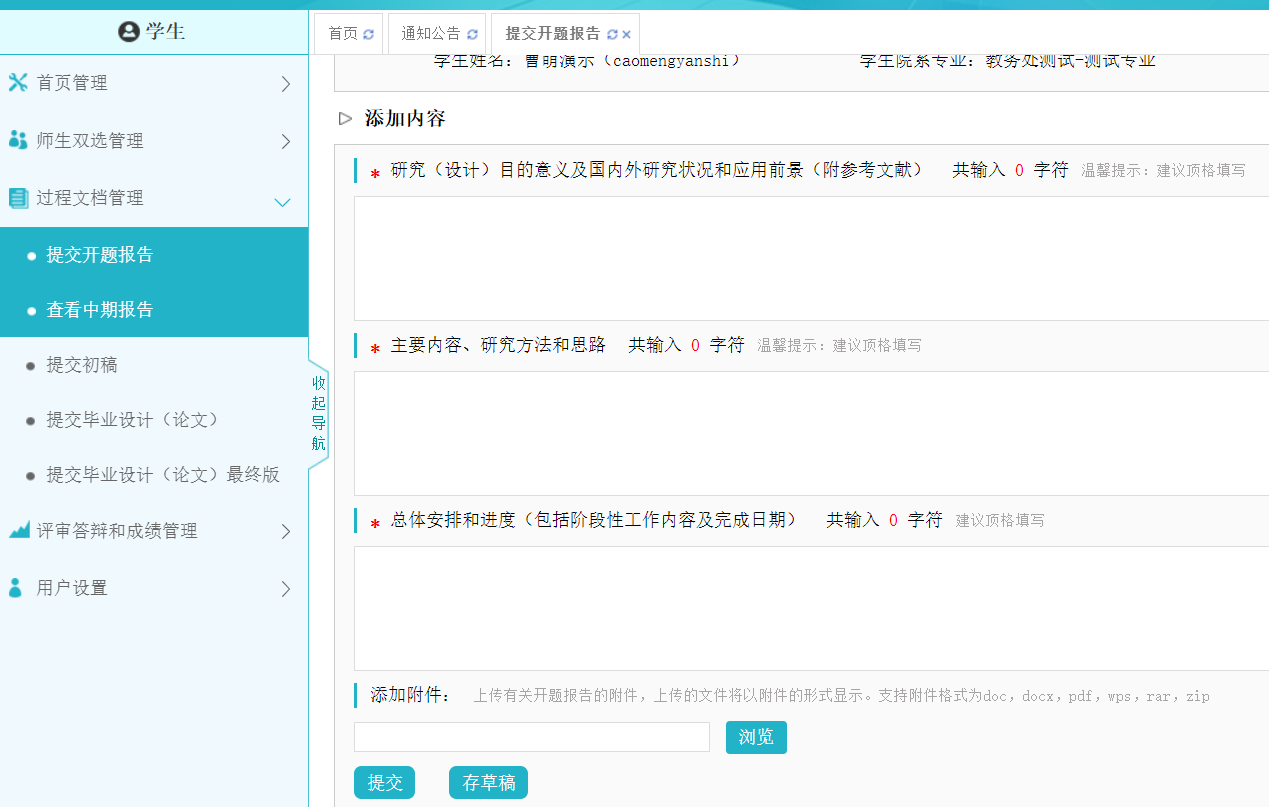 学生
首页管理
师生双选管理
过程文档管理
提交开题报告
查看中期报告
提交初稿
提交毕业设计（论文）
提交毕业设计（论文）最终版
评审答辩和成绩管理
用户设置
收起导航
首页 通知公告 提交开题报告
学生姓名：曹明演示（caomengyanshi） 学生院系专业：教务处测试-测试专业
添加内容
* 研究（设计）目的意义及国内外研究状况和应用前景（附参考文献） 共输入 0 字符 温馨提示：建议顶格填写
* 主要内容、研究方法和思路 共输入 0 字符 温馨提示：建议顶格填写
* 总体安排和进度（包括阶段性工作内容及完成日期） 共输入 0 字符 建议顶格填写
添加附件： 上传有关开题报告的附件，上传的文件将以附件的形式显示。支持附件格式为doc，docx，pdf，wps，rar，zip
浏览
提交 存草稿